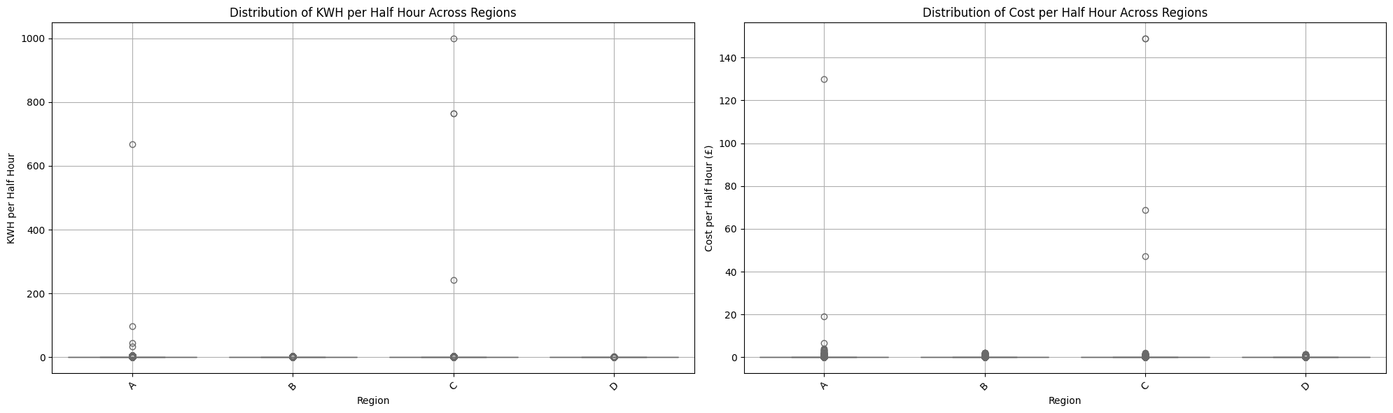 Distribution of KWH per Half Hour Across Regions
KWH per Half Hour
1000
800
600
400
200
0
A
B
C
D
Region
Distribution of Cost per Half Hour Across Regions
Cost per Half Hour (£)
140
120
100
80
60
40
20
0
A
B
C
D
Region